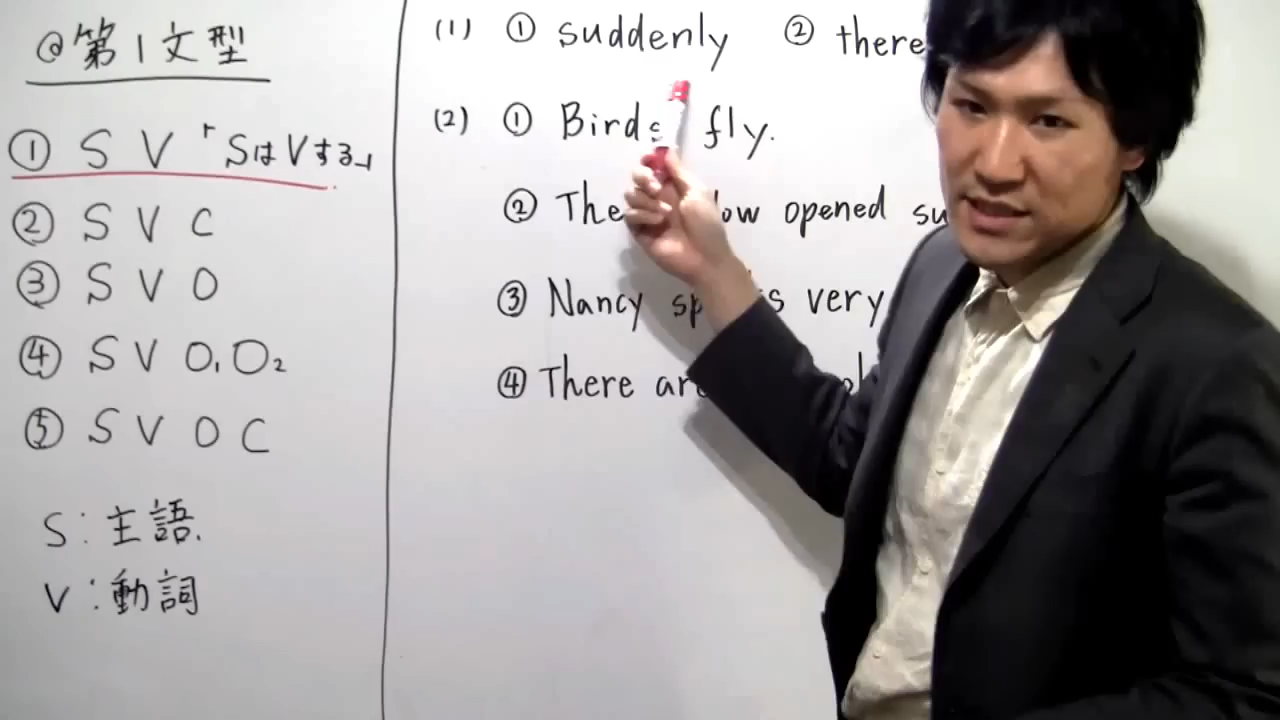 @第1文型
① S V 「SはVする」
② S V C
③ S V O
④ S V O₁ O₂
⑤ S V O C
S：主語.
V：動詞
(1) ① suddenly ② there
(2) ① Birds fly.
② The opened
③ Nancy very
④ There